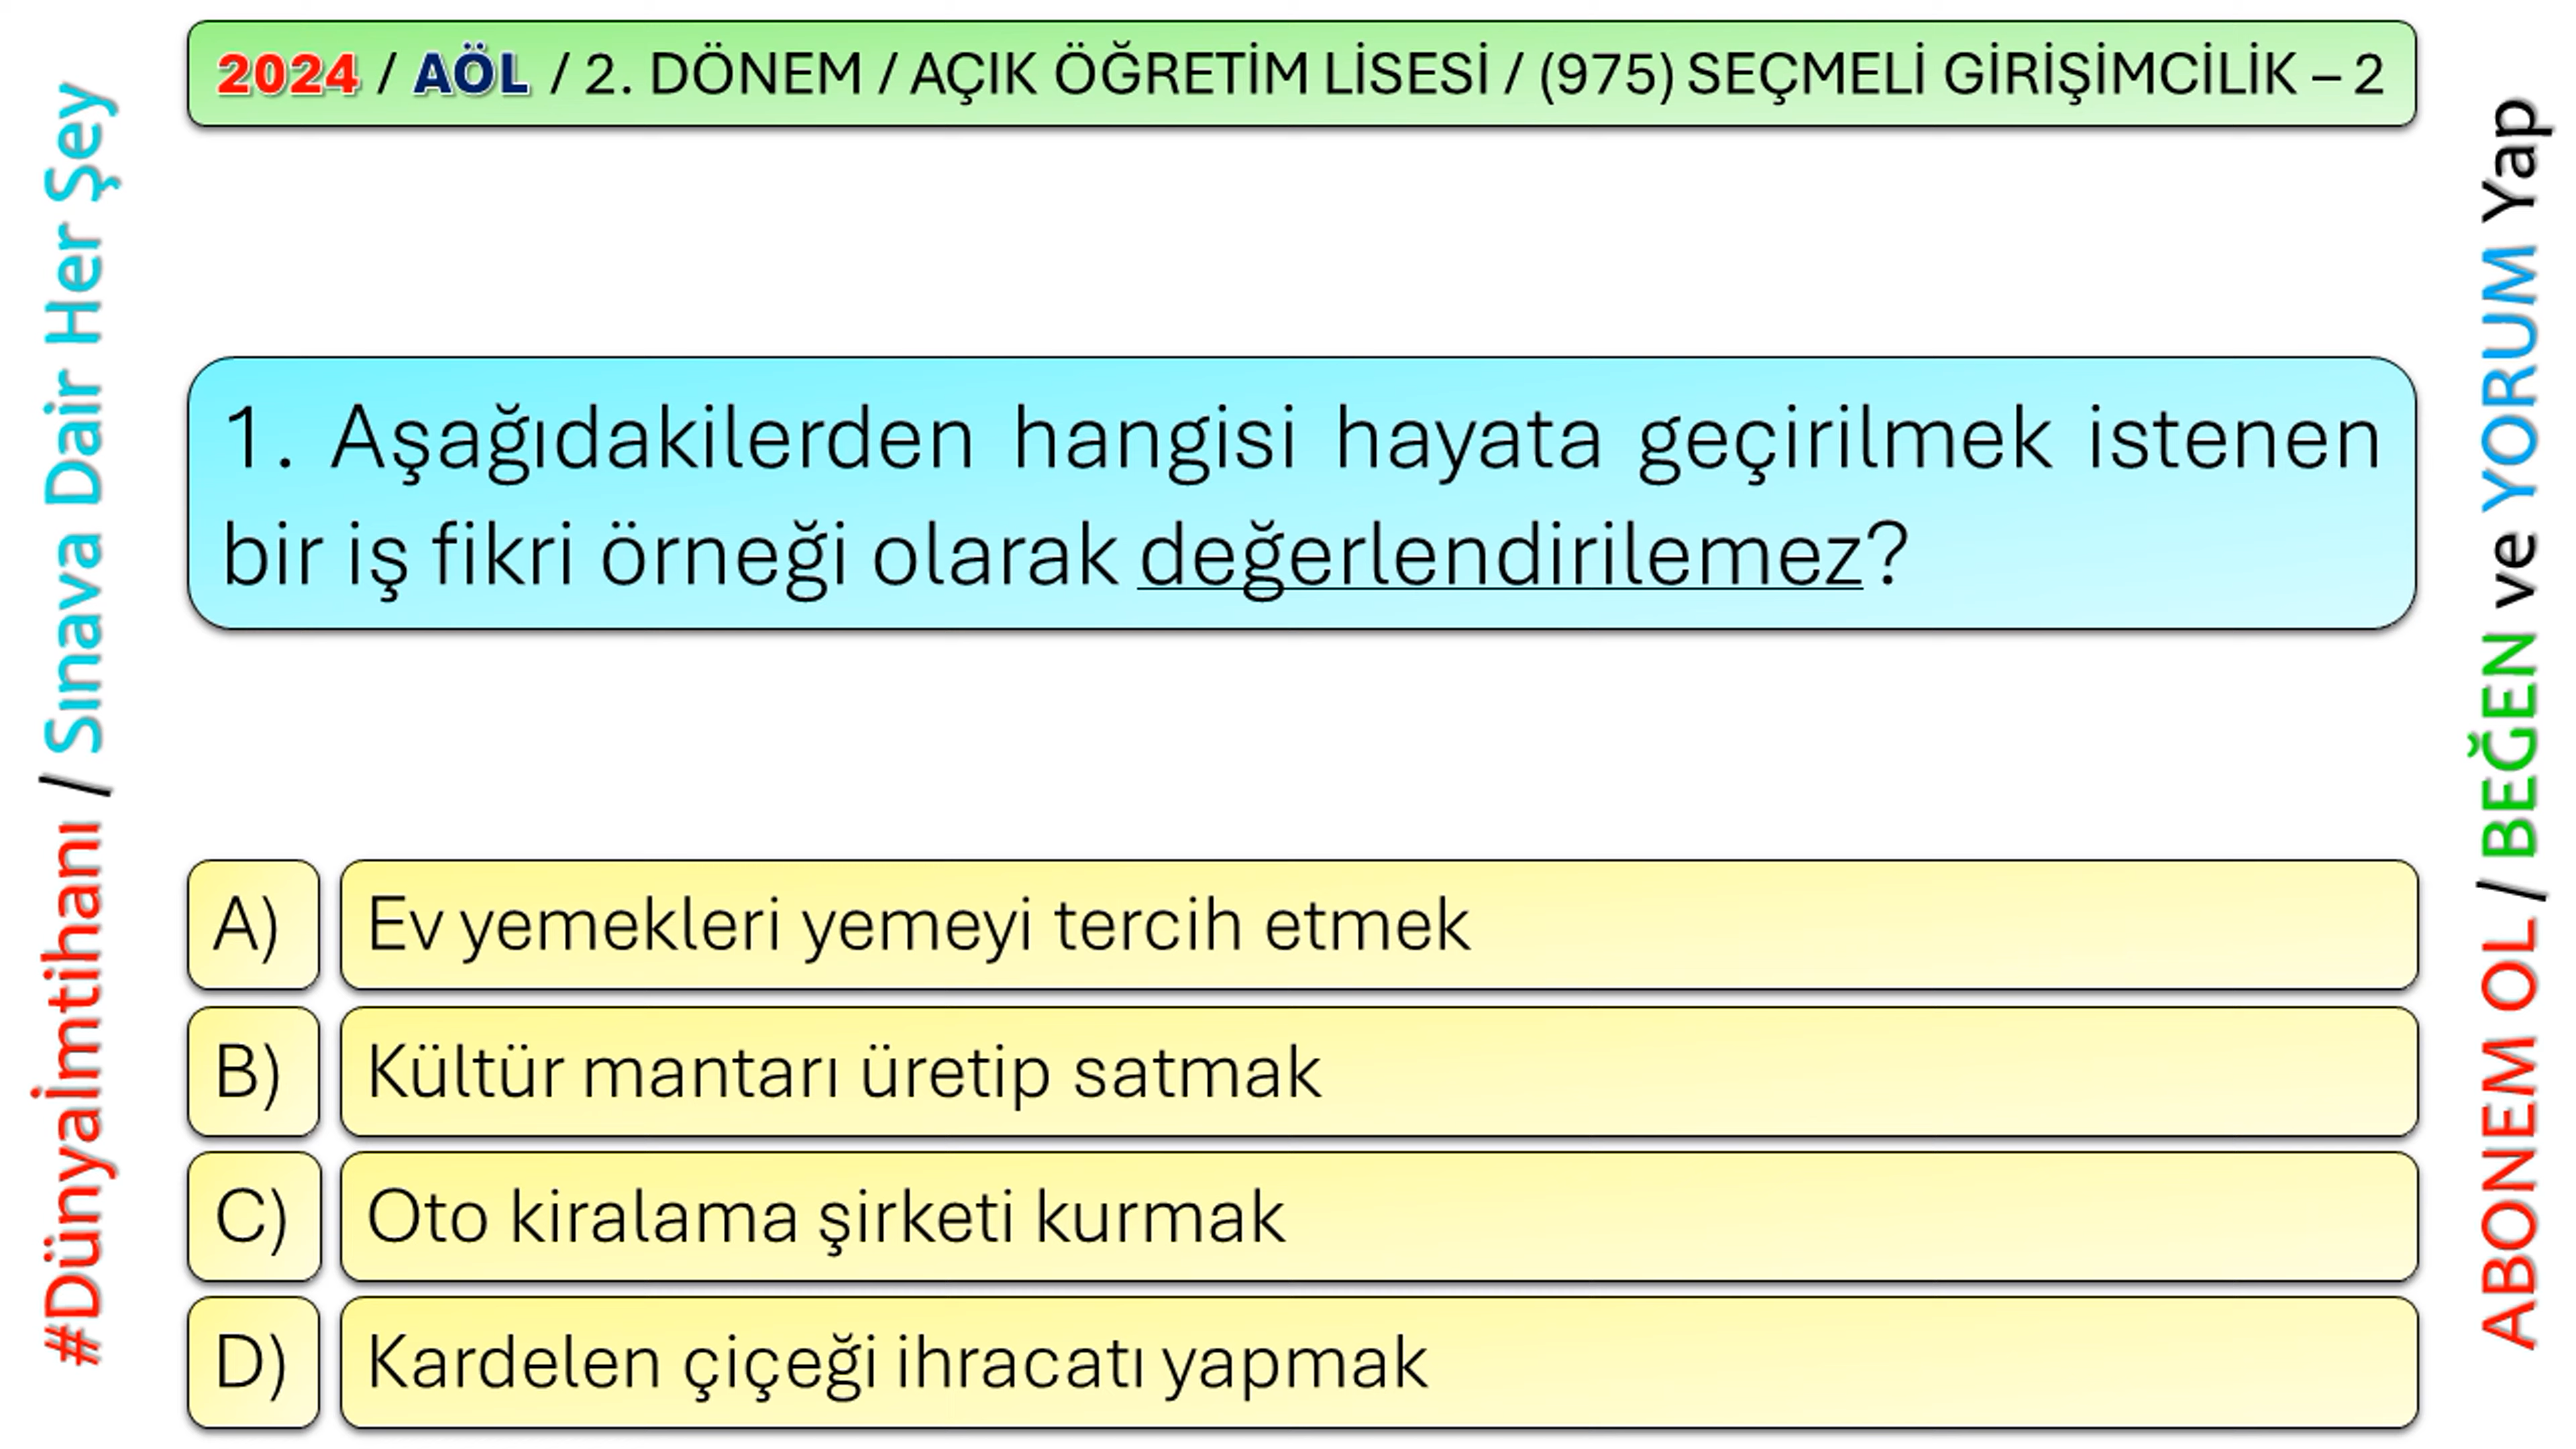 2024 / AÖL / 2. DÖNEM / AÇIK ÖĞRETİM LİSESİ / (975) SEÇMELİ GİRİŞİMCİLİK – 2
#Dünyaİmtihanı / Sınava Dair Her Şey
1. Aşağıdakilerden hangisi hayata geçirilmek istenen
bir iş fikri örneği olarak değerlendirilemez?
A) Ev yemekleri yemeyi tercih etmek
B) Kültür mantarı üretip satmak
C) Oto kiralama şirketi kurmak
D) Kardelen çiçeği ihracatı yapmak
ABONEM OL / BEĞEN ve YORUM Yap